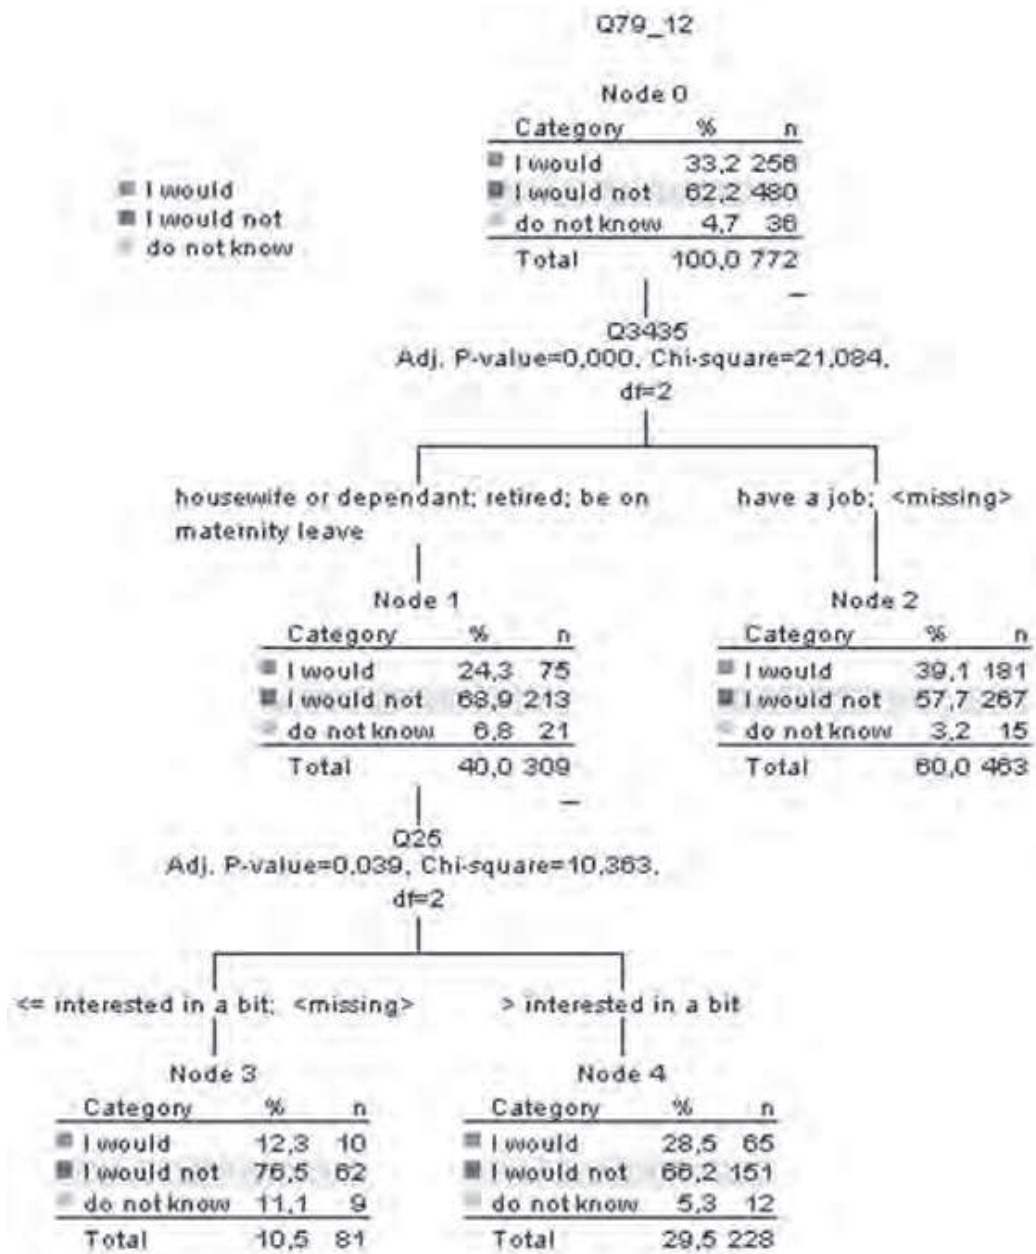 Q79_12
Node 0
Category % n
I would 33,2 256
I would not 62,2 480
do not know 4,7 36
Total 100,0 772
I would
I would not
do not know
Q3435
Adj. P-value=0,000, Chi-square=21,084,
df=2
housewife or dependant; retired; be on
maternity leave
have a job; <missing>
Node 1
Category % n
I would 24,3 75
I would not 68,9 213
do not know 6,8 21
Total 40,0 309
Node 2
Category % n
I would 39,1 181
I would not 57,7 267
do not know 3,2 15
Total 60,0 463
Q25
Adj. P-value=0,039, Chi-square=10,363,
df=2
<= interested in a bit; <missing>
> interested in a bit
Node 3
Category % n
I would 12,3 10
I would not 76,5 62
do not know 11,1 9
Total 10,5 81
Node 4
Category % n
I would 28,5 65
I would not 66,2 151
do not know 5,3 12
Total 29,5 228